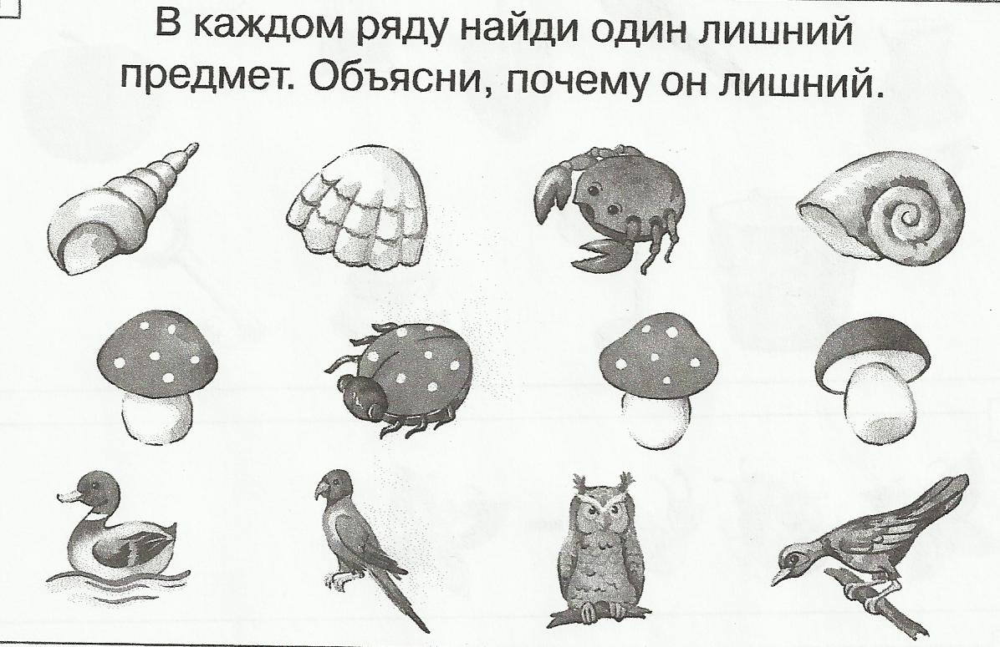 В каждом ряду найди один лишний
предмет. Объясни, почему он лишний.